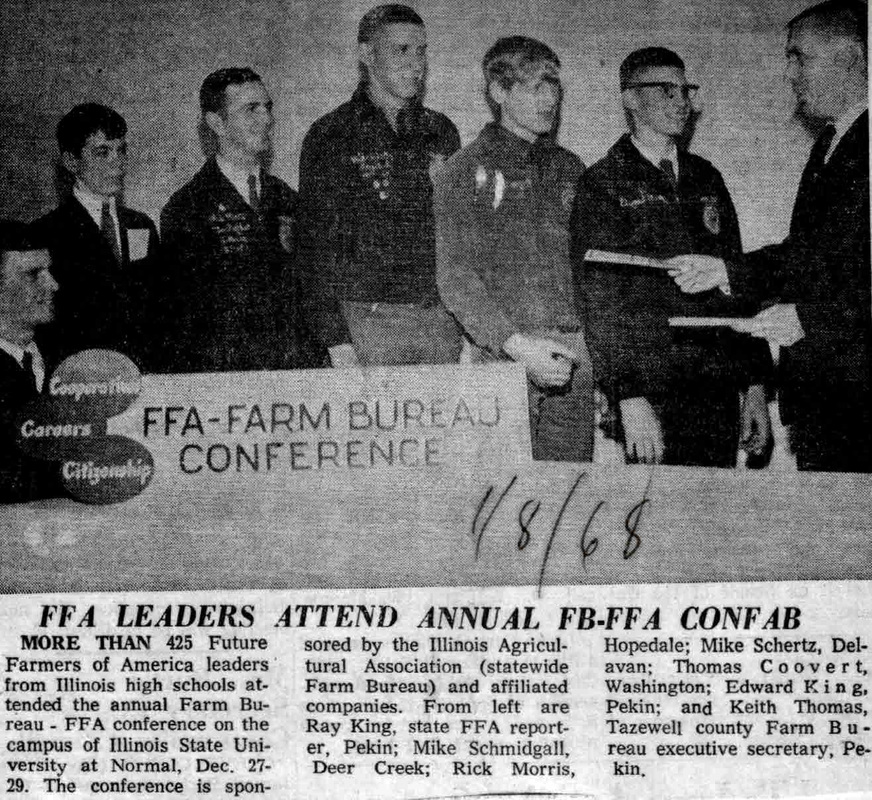 Cooperation
Careers
Citizenship
FFA-FARM BUREAU
CONFERENCE
1/8/68
FFA LEADERS ATTEND ANNUAL FB-FFA CONFAB
MORE THAN 425 Future
Farmers of America leaders
from Illinois high schools at-
tended the annual Farm Bu-
reau - FFA conference on the
campus of Illinois State Uni-
versity at Normal, Dec. 27-
29. The conference is spon-
sored by the Illinois Agricul-
tural Association (statewide
Farm Bureau) and affiliated
companies. From left are
Ray King, state FFA report-
er, Pekin; Mike Schmidgall,
Deer Creek; Rick Morris,
Hopedale; Mike Schertz, Del-
avan; Thomas Coovert,
Washington; Edward King,
Pekin; and Keith Thomas,
Tazewell county Farm Bu-
reau executive secretary, Pe-
kin.